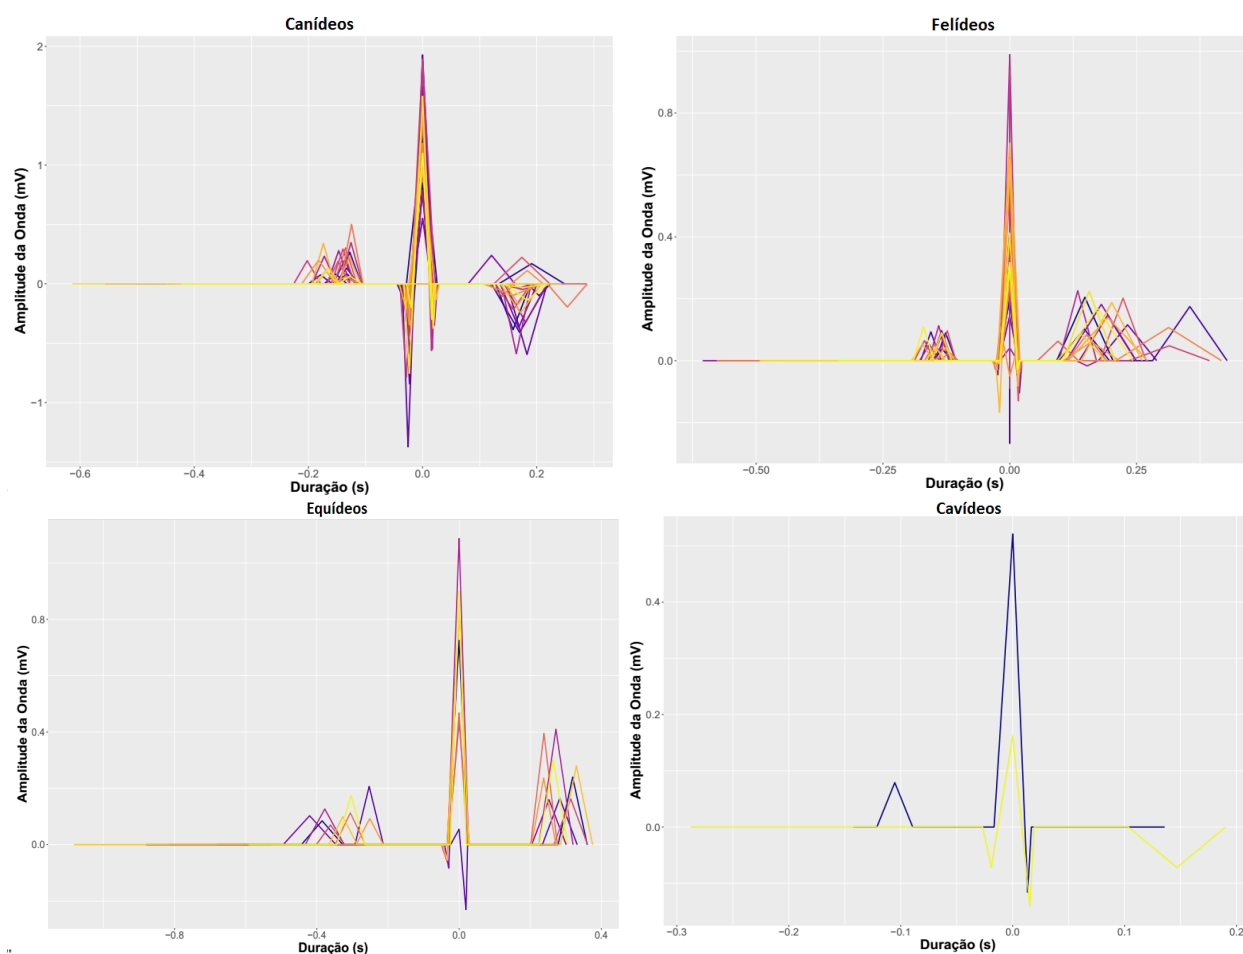 Canídeos
Amplitude da Onda (mV)
2
1
0
−1
−0.6
−0.4
−0.2
0.0
0.2
Duração (s)
Felídeos
Amplitude da Onda (mV)
0.8
0.4
0.0
−0.50
−0.25
0.00
0.25
Duração (s)
Equídeos
Amplitude da Onda (mV)
0.8
0.4
0.0
−0.8
−0.4
0.0
0.4
Duração (s)
Cavídeos
Amplitude da Onda (mV)
0.4
0.2
0.0
−0.3
−0.2
−0.1
0.0
0.1
0.2
Duração (s)
"